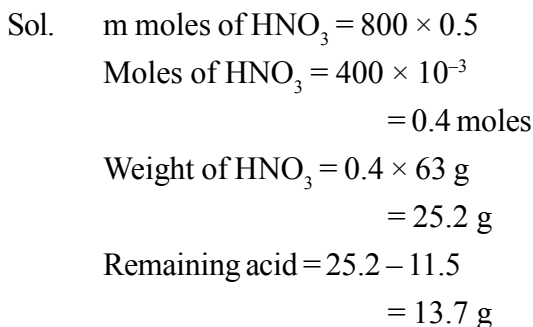 Sol. m moles of HNO₃ = 800 × 0.5
Moles of HNO₃ = 400 × 10⁻³
= 0.4 moles
Weight of HNO₃ = 0.4 × 63 g
= 25.2 g
Remaining acid = 25.2 – 11.5
= 13.7 g